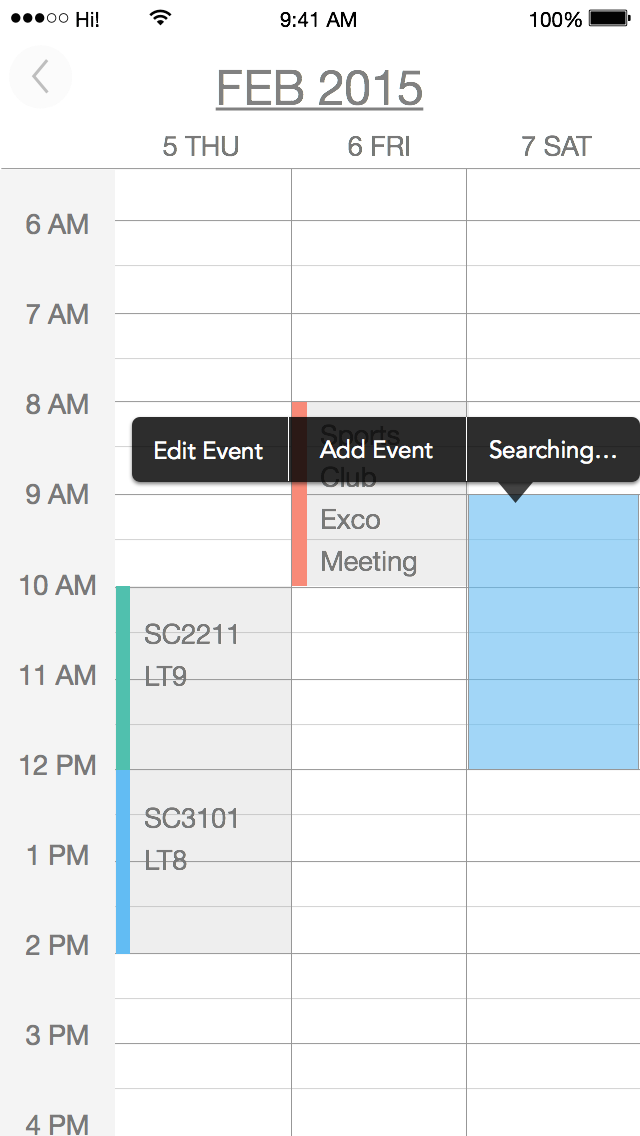 Hi! 9:41 AM 100%
FEB 2015
5 THU 6 FRI 7 SAT
6 AM
7 AM
8 AM
Sports
Edit Event Add Event Searching...
Club
9 AM
Exco
Meeting
10 AM
SC2211
11 AM
LT9
12 PM
SC3101
1 PM
LT8
2 PM
3 PM
4 PM